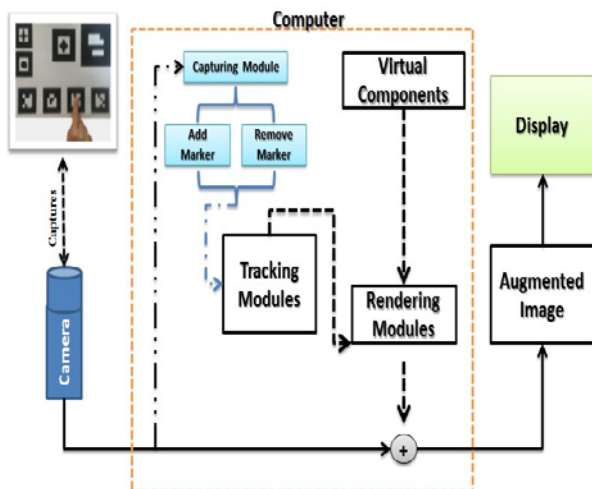 Computer
Capturing Module
Virtual
Components
Add
Marker
Remove
Marker
Display
Captures
Tracking
Modules
Rendering
Modules
Augmented
Image
Camera
+